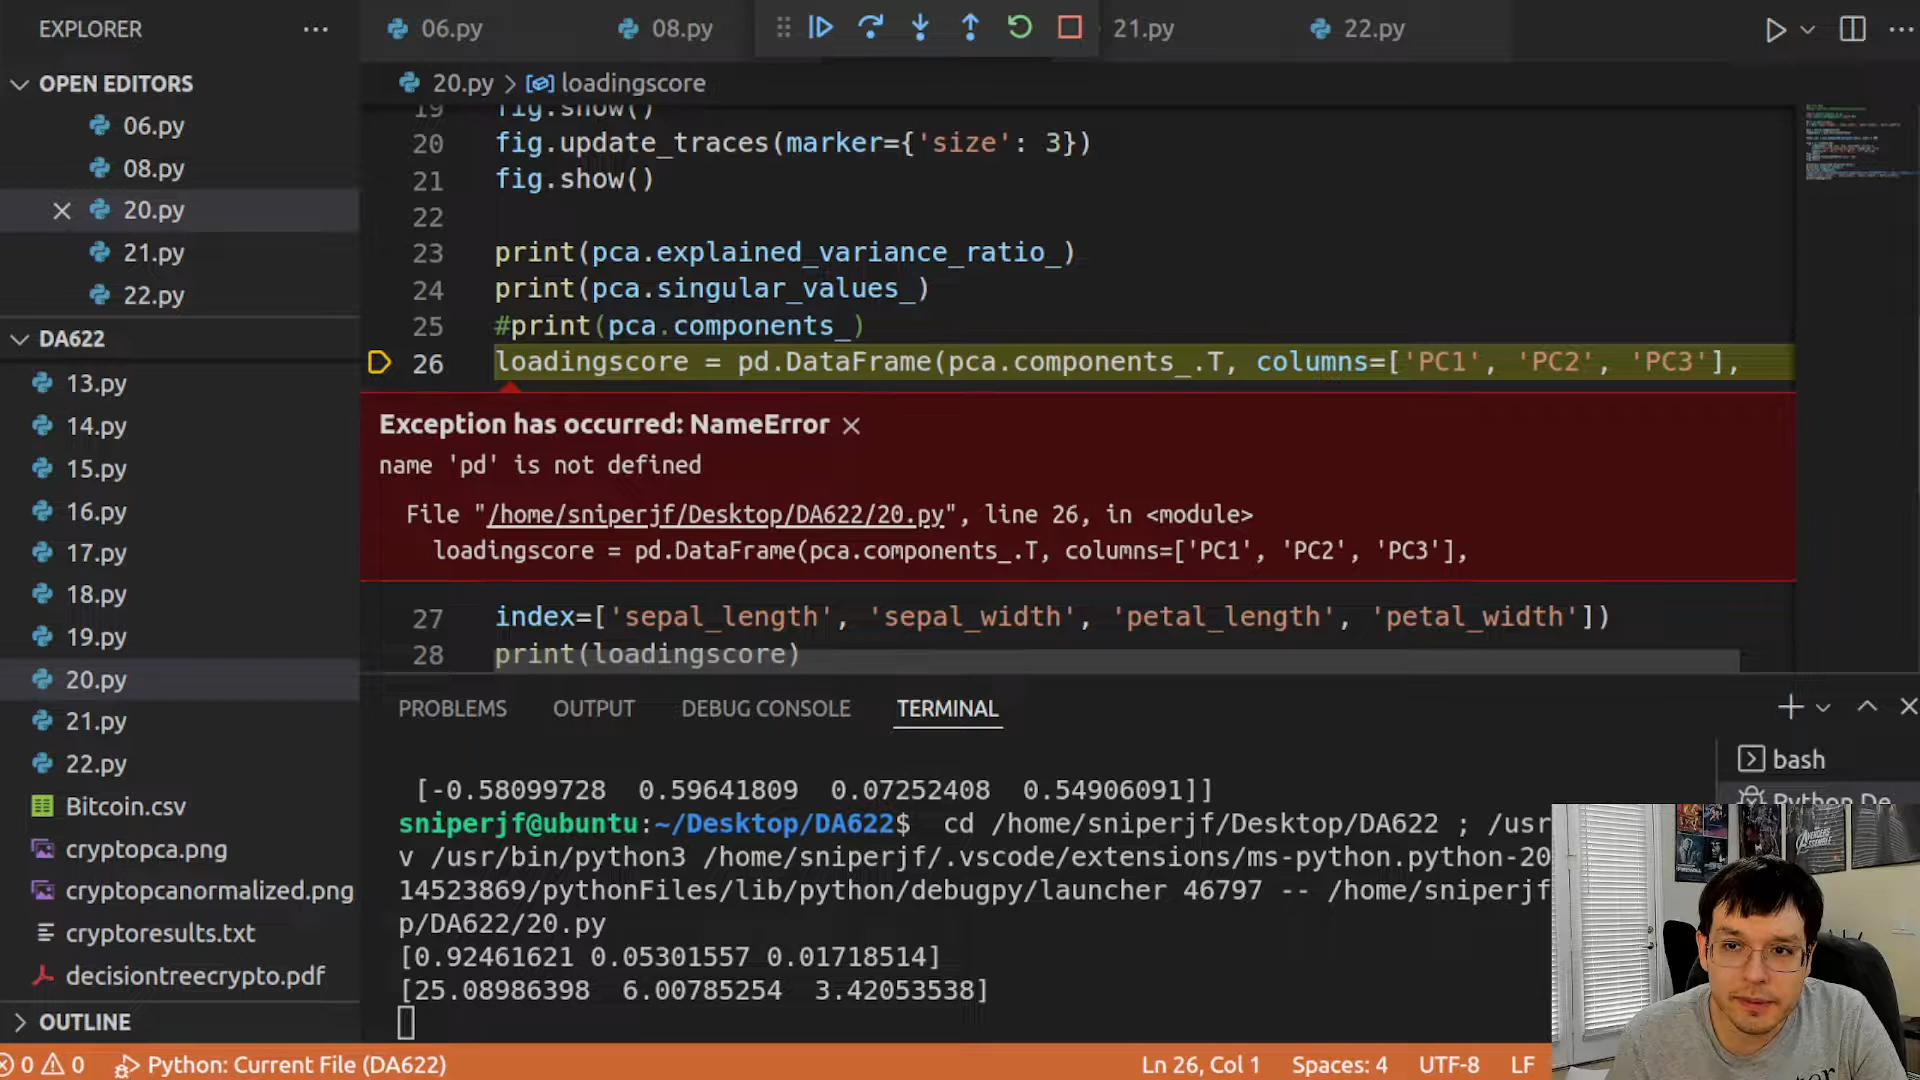 EXPLORER
06.py
08.py
21.py
22.py
OPEN EDITORS
06.py
08.py
20.py
21.py
22.py
DA622
13.py
14.py
15.py
16.py
17.py
18.py
19.py
20.py
21.py
22.py
Bitcoin.csv
cryptopca.png
cryptopcanormalized.png
cryptoresults.txt
decisiontreecrypto.pdf
OUTLINE
20.py > loadingscore
19 fig.show()
20 fig.update_traces(marker={'size': 3})
21 fig.show()
22
23 print(pca.explained_variance_ratio_)
24 print(pca.singular_values_)
25 #print(pca.components_)
26 loadingscore = pd.DataFrame(pca.components_.T, columns=['PC1', 'PC2', 'PC3'],
Exception has occurred: NameError
name 'pd' is not defined
File "/home/sniperjf/Desktop/DA622/20.py", line 26, in <module>
loadingscore = pd.DataFrame(pca.components_.T, columns=['PC1', 'PC2', 'PC3'],
27 index=['sepal_length', 'sepal_width', 'petal_length', 'petal_width'])
28 print(loadingscore)
PROBLEMS OUTPUT DEBUG CONSOLE TERMINAL
bash
Python De
[-0.58099728 0.59641809 0.07252408 0.54906091]]
sniperjf@ubuntu:~/Desktop/DA622$ cd /home/sniperjf/Desktop/DA622 ; /usr
v /usr/bin/python3 /home/sniperjf/.vscode/extensions/ms-python.python-20
14523869/pythonFiles/lib/python/debugpy/launcher 46797 -- /home/sniperjf
p/DA622/20.py
[0.92461621 0.05301557 0.01718514]
[25.08986398 6.00785254 3.42053538]
0 0 Python: Current File (DA622)
Ln 26, Col 1 Spaces: 4 UTF-8 LF